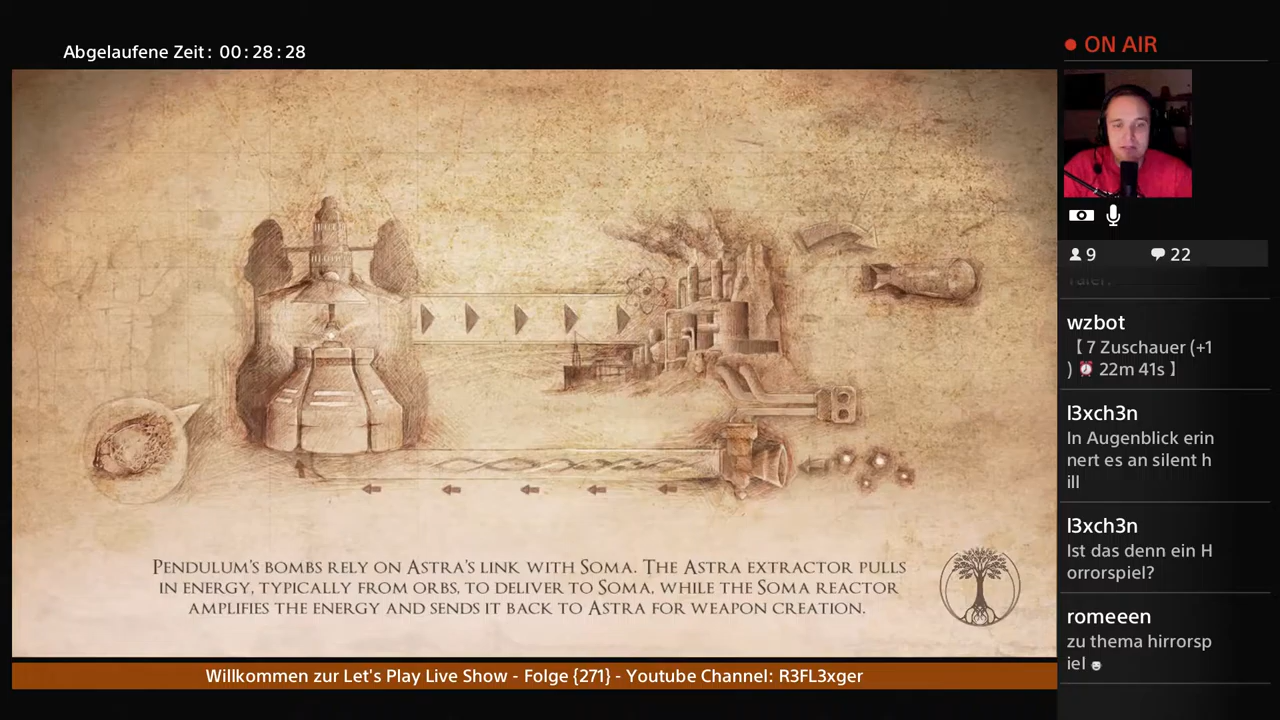 Abgelaufene Zeit: 00:28:28
ON AIR
9 22
wzbot
【 7 Zuschauer (+1
) ⏰ 22m 41s 】
l3xch3n
In Augenblick erin
nert es an silent h
ill
l3xch3n
Ist das denn ein H
orrorspiel?
romeeen
zu thema hirrorsp
iel
Pendulum's bombs rely on Astra's link with Soma. The Astra extractor pulls
in energy, typically from orbs, to deliver to Soma, while the Soma reactor
amplifies the energy and sends it back to Astra for weapon creation.
Willkommen zur Let's Play Live Show - Folge {271} - Youtube Channel: R3FL3xger